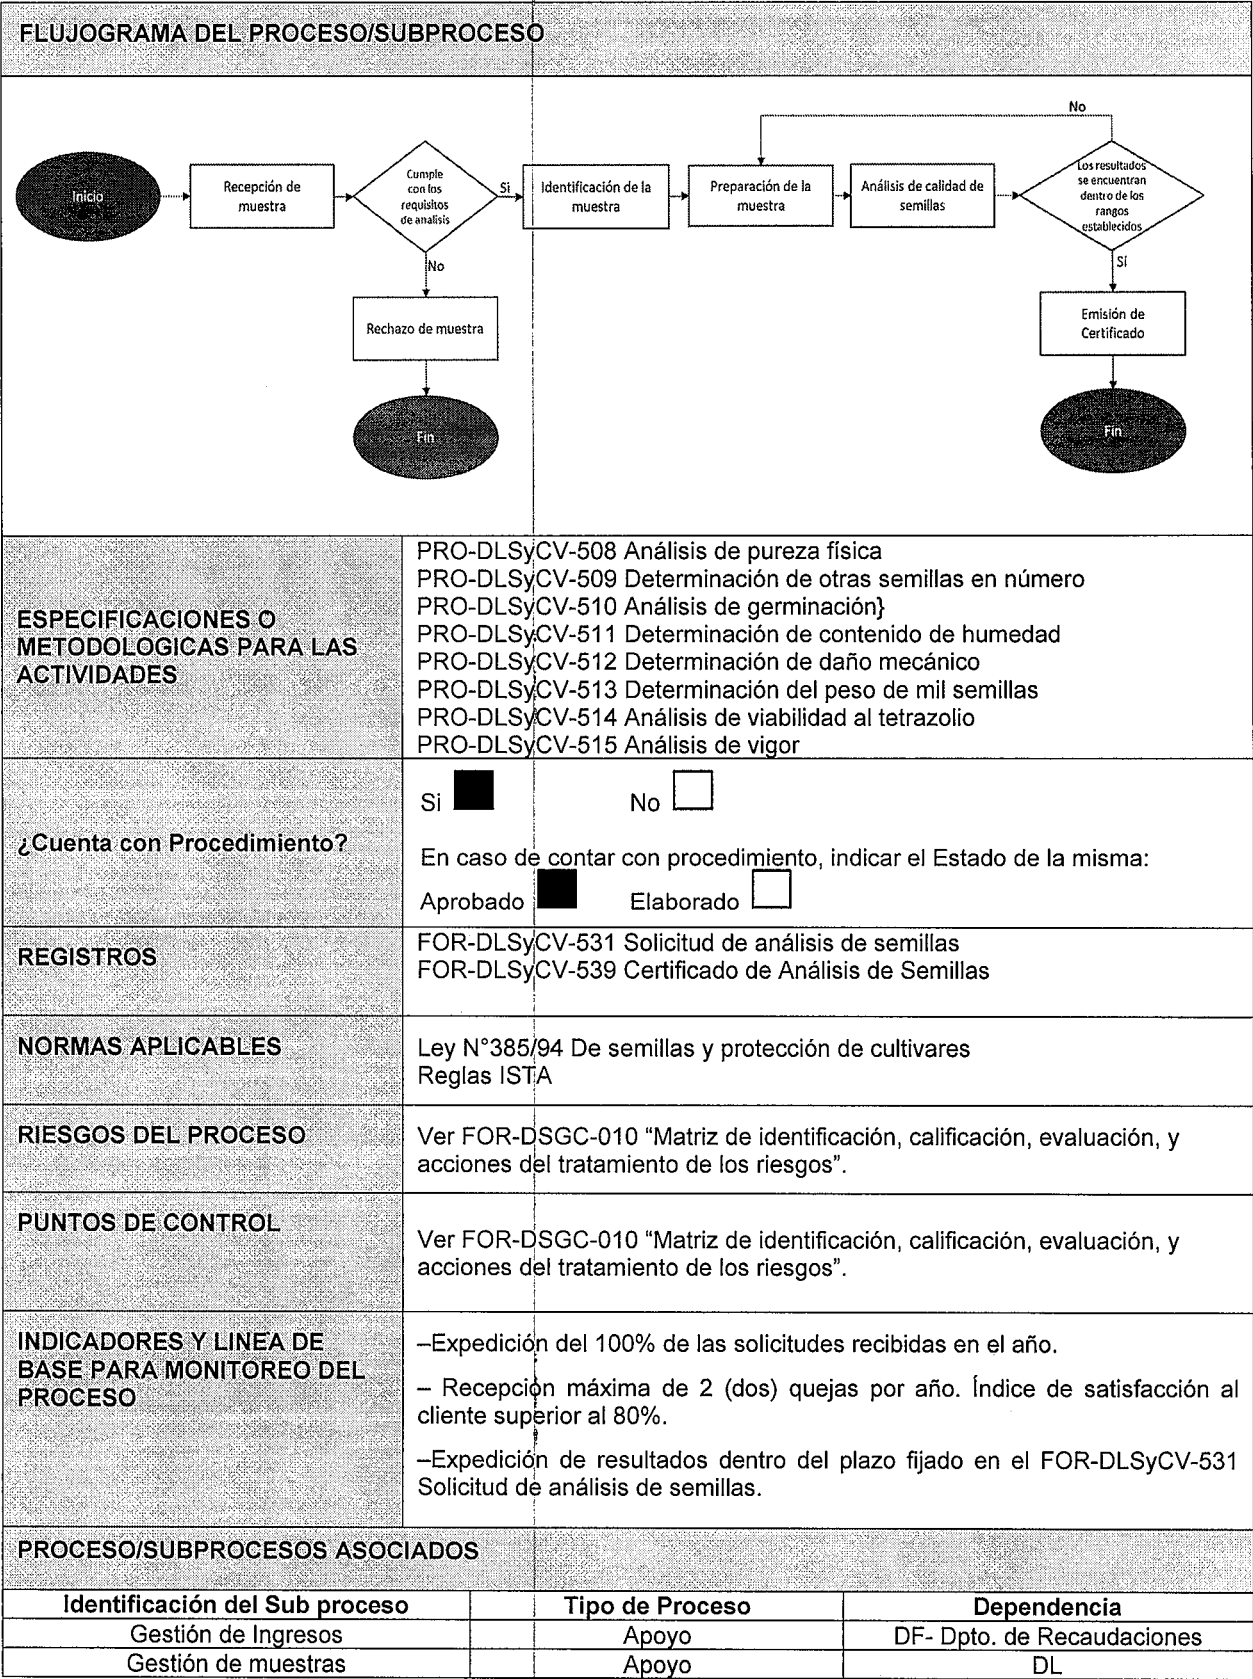 FLUJOGRAMA DEL PROCESO/SUBPROCESO
No
Inicio
Recepción de
muestra
Cumple
con los
requisitos
de analisis
Si
Identificación de la
muestra
Preparación de la
muestra
Análisis de calidad de
semillas
Los resultados
se encuentran
dentro de los
rangos
establecidos
No
Sí
Rechazo de muestra
Emisión de
Certificado
Fin
Fin
ESPECIFICACIONES O
METODOLOGICAS PARA LAS
ACTIVIDADES
PRO-DLSyCV-508 Análisis de pureza física
PRO-DLSyCV-509 Determinación de otras semillas en número
PRO-DLSyCV-510 Análisis de germinación}
PRO-DLSyCV-511 Determinación de contenido de humedad
PRO-DLSyCV-512 Determinación de daño mecánico
PRO-DLSyCV-513 Determinación del peso de mil semillas
PRO-DLSyCV-514 Análisis de viabilidad al tetrazolio
PRO-DLSyCV-515 Análisis de vigor
¿Cuenta con Procedimiento?
Si No
En caso de contar con procedimiento, indicar el Estado de la misma:
Aprobado Elaborado
REGISTROS
FOR-DLSyCV-531 Solicitud de análisis de semillas
FOR-DLSyCV-539 Certificado de Análisis de Semillas
NORMAS APLICABLES
Ley N°385/94 De semillas y protección de cultivares
Reglas ISTA
RIESGOS DEL PROCESO
Ver FOR-DSGC-010 “Matriz de identificación, calificación, evaluación, y
acciones del tratamiento de los riesgos”.
PUNTOS DE CONTROL
Ver FOR-DSGC-010 “Matriz de identificación, calificación, evaluación, y
acciones del tratamiento de los riesgos”.
INDICADORES Y LINEA DE
BASE PARA MONITOREO DEL
PROCESO
–Expedición del 100% de las solicitudes recibidas en el año.
– Recepción máxima de 2 (dos) quejas por año. Índice de satisfacción al
cliente superior al 80%.
–Expedición de resultados dentro del plazo fijado en el FOR-DLSyCV-531
Solicitud de análisis de semillas.
PROCESO/SUBPROCESOS ASOCIADOS
Identificación del Sub proceso Tipo de Proceso Dependencia
Gestión de Ingresos Apoyo DF- Dpto. de Recaudaciones
Gestión de muestras Apoyo DL